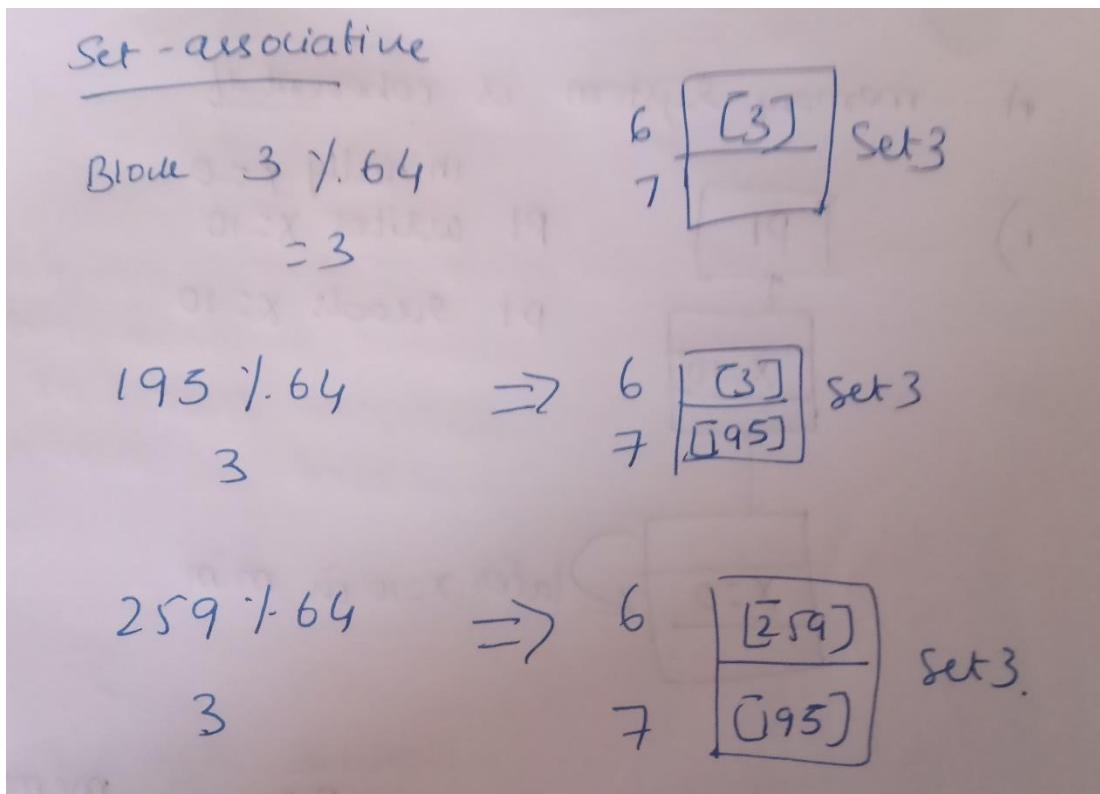 Set-associative
Block 3 % 64
= 3
6 [3] Set 3
7
195 % 64 => 6 [3] Set 3
3 7 [195]
259 % 64 => 6 [259] Set 3.
3 7 [195]